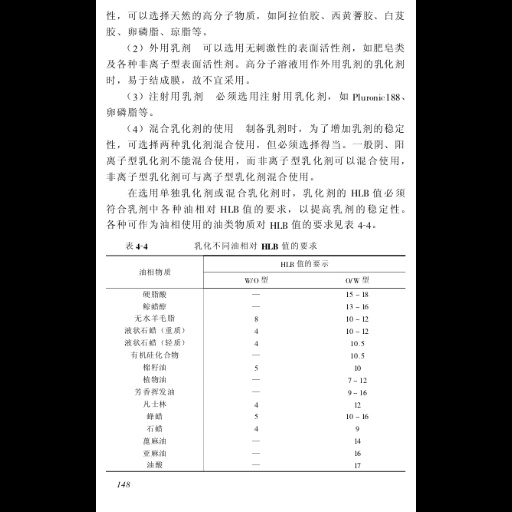 性，可以选择天然的高分子物质，如阿拉伯胶、西黄蓍胶、白芨
胶、卵磷脂、琼脂等。
（2）外用乳剂　可以选用无刺激性的表面活性剂，如肥皂类
及各种非离子型表面活性剂。高分子溶液用作外用乳剂的乳化剂
时，易于结成膜，故不宜采用。
（3）注射用乳剂　必须选用注射用乳化剂，如 Pluronic188、
卵磷脂等。
（4）混合乳化剂的使用　制备乳剂时，为了增加乳剂的稳定
性，可选择两种乳化剂混合使用，但必须选择得当。一般阴、阳
离子型乳化剂不能混合使用，而非离子型乳化剂可以混合使用，
非离子型乳化剂可与离子型乳化剂混合使用。
在选用单独乳化剂或混合乳化剂时，乳化剂的 HLB 值必须
符合乳剂中各种油相对 HLB 值的要求，以提高乳剂的稳定性。
各种可作为油相使用的油类物质对 HLB 值的要求见表 4-4。
表 4-4　乳化不同油相对 HLB 值的要求
油相物质　HLB 值的要示
W/O 型　O/W 型
硬脂酸　—　15～18
鲸蜡醇　—　13～16
无水羊毛脂　8　10～12
液状石蜡（重质）　4　10～12
液状石蜡（轻质）　4　10.5
有机硅化合物　—　10.5
棉籽油　5　10
植物油　—　7～12
芳香挥发油　—　9～16
凡士林　4　12
蜂蜡　5　10～16
石蜡　4　9
蓖麻油　—　14
亚麻油　—　16
油酸　—　17
148